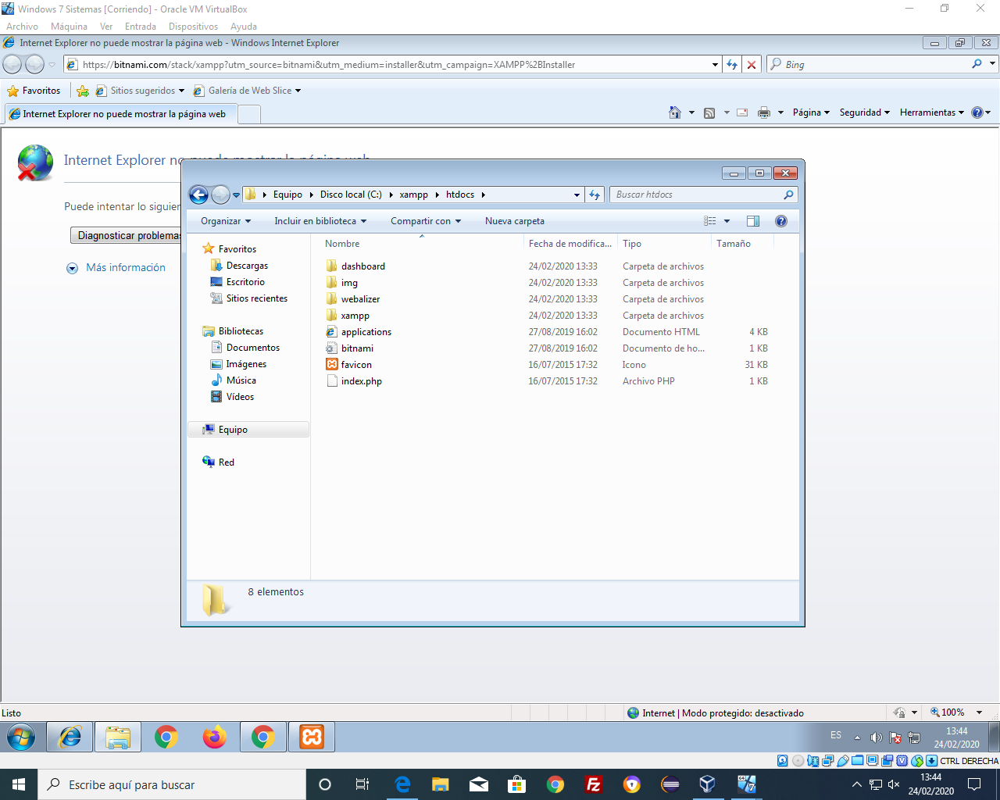 Windows 7 Sistemas [Corriendo] - Oracle VM VirtualBox
Archivo Máquina Ver Entrada Dispositivos Ayuda
Internet Explorer no puede mostrar la página web - Windows Internet Explorer
https://bitnami.com/stack/xampp?utm_source=bitnami&utm_medium=installer&utm_campaign=XAMPP%2BInstaller Bing
Favoritos Sitios sugeridos Galería de Web Slice
Internet Explorer no puede mostrar la página web Página Seguridad Herramientas
Internet Explorer no puede mostrar la página web
Puede intentar lo siguien
Diagnosticar problemas
Más información
Equipo Disco local (C:) xampp htdocs Buscar htdocs
Organizar Incluir en biblioteca Compartir con Nueva carpeta
Favoritos
Descargas
Escritorio
Sitios recientes
Bibliotecas
Documentos
Imágenes
Música
Vídeos
Equipo
Red
Nombre Fecha de modifica... Tipo Tamaño
dashboard 24/02/2020 13:33 Carpeta de archivos
img 24/02/2020 13:33 Carpeta de archivos
webalizer 24/02/2020 13:33 Carpeta de archivos
xampp 24/02/2020 13:33 Carpeta de archivos
applications 27/08/2019 16:02 Documento HTML 4 KB
bitnami 27/08/2019 16:02 Documento de ho... 1 KB
favicon 16/07/2015 17:32 Icono 31 KB
index.php 16/07/2015 17:32 Archivo PHP 1 KB
8 elementos
Listo Internet | Modo protegido: desactivado 100%
ES 13:44
24/02/2020
CTRL DERECHA
Escribe aquí para buscar
13:44
24/02/2020